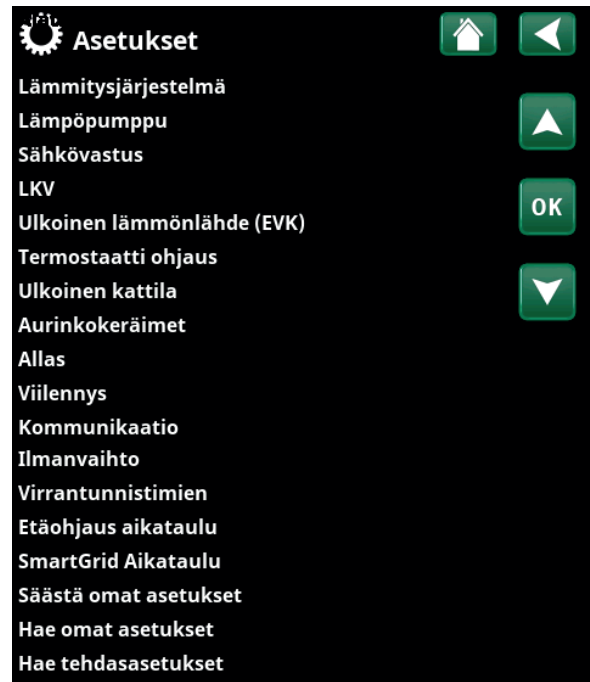 Asetukset
Lämmitysjärjestelmä
Lämpöpumppu
Sähkövastus
LKV
Ulkoinen lämmönlähde (EVK)
Termostaatti ohjaus
Ulkoinen kattila
Aurinkokeräimet
Allas
Viilennys
Kommunikaatio
Ilmanvaihto
Virrantunnistimien
Etäohjaus aikataulu
SmartGrid Aikataulu
Säästä omat asetukset
Hae omat asetukset
Hae tehdasasetukset
OK